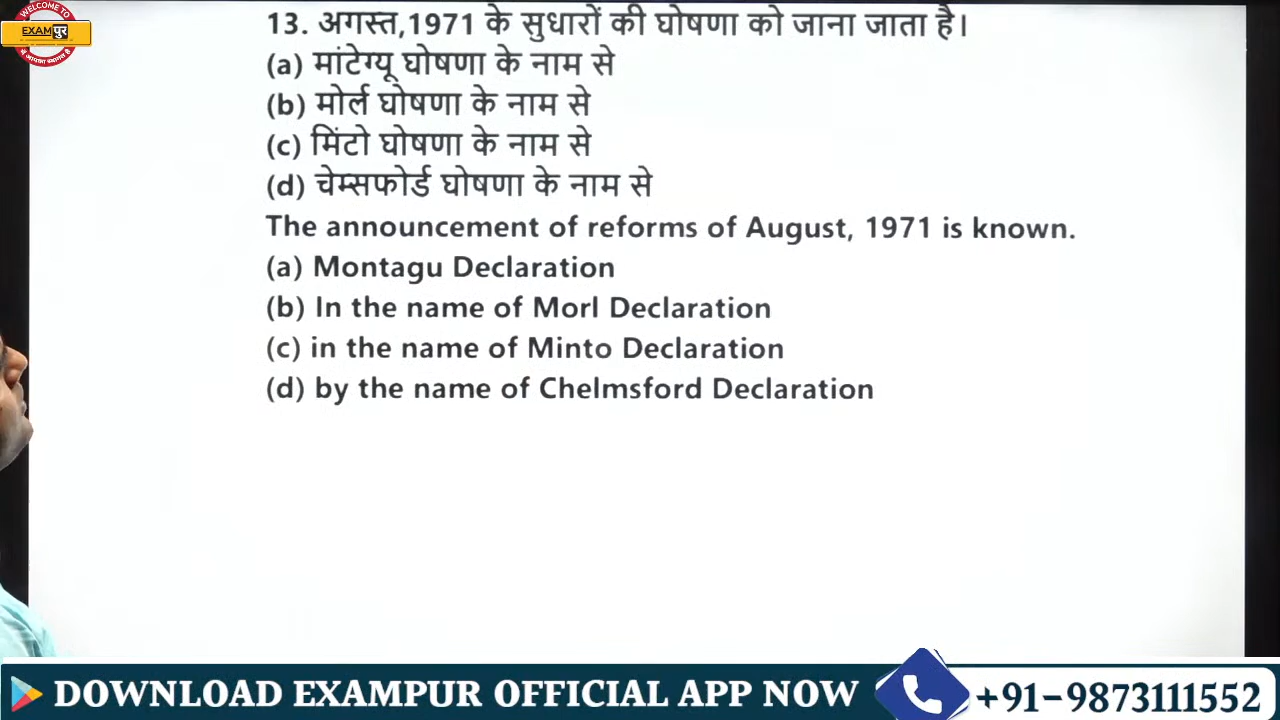 WELCOME TO
EXAMपुर
13. अगस्त,1971 के सुधारों की घोषणा को जाना जाता है।
(a) मांटेग्यू घोषणा के नाम से
(b) मोर्ल घोषणा के नाम से
(c) मिंटो घोषणा के नाम से
(d) चेम्सफोर्ड घोषणा के नाम से
The announcement of reforms of August, 1971 is known.
(a) Montagu Declaration
(b) In the name of Morl Declaration
(c) in the name of Minto Declaration
(d) by the name of Chelmsford Declaration
DOWNLOAD EXAMPUR OFFICIAL APP NOW
+91-9873111552